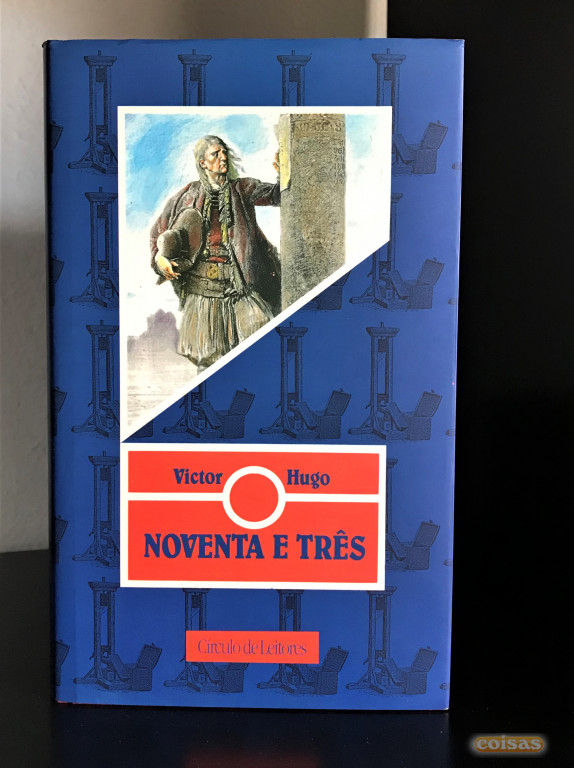 Victor Hugo
NOVENTA E TRÊS
Círculo de Leitores
coisas